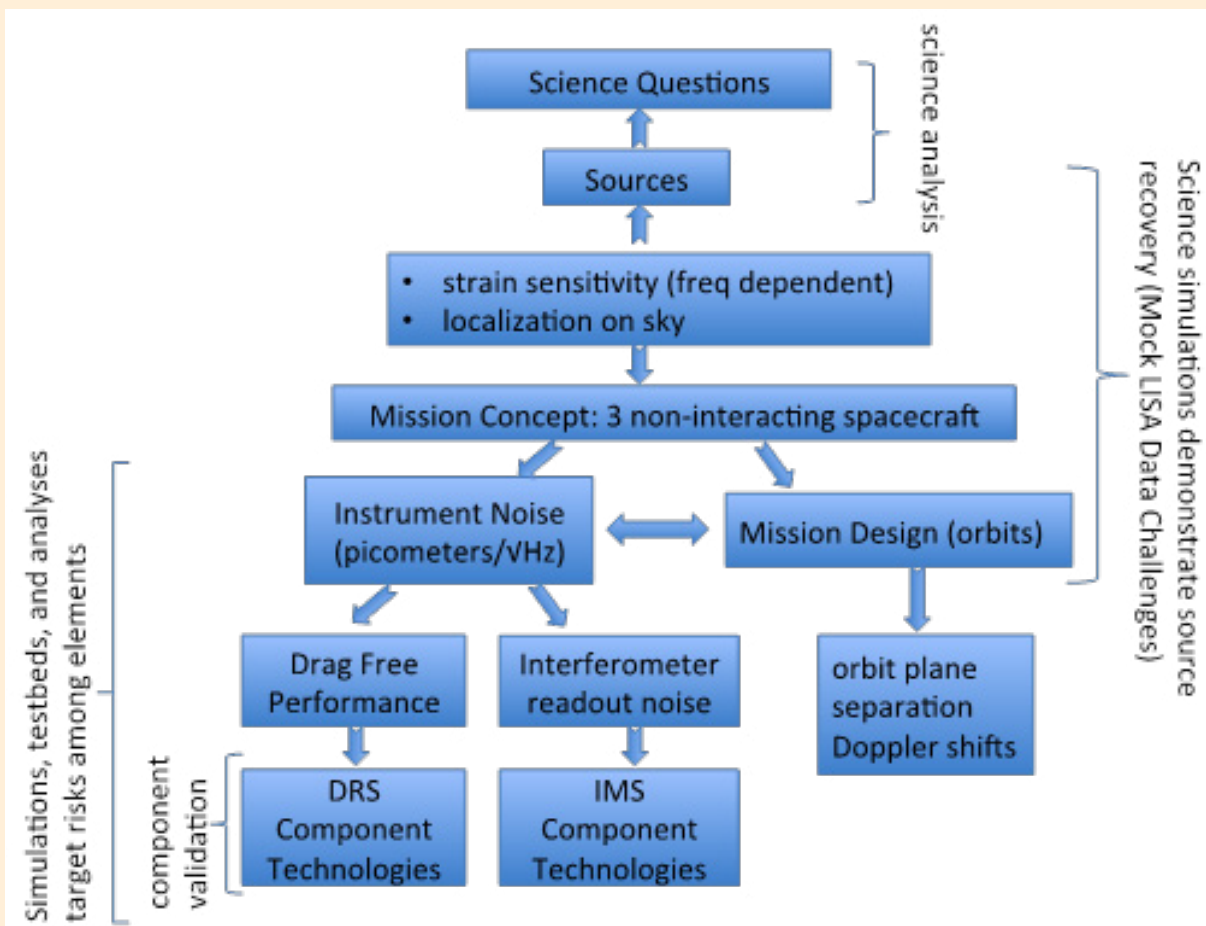 Science Questions
Sources
• strain sensitivity (freq dependent)
• localization on sky
Mission Concept: 3 non-interacting spacecraft
Instrument Noise
(picometers/√Hz)
Mission Design (orbits)
Drag Free
Performance
Interferometer
readout noise
orbit plane
separation
Doppler shifts
DRS
Component
Technologies
IMS
Component
Technologies
science analysis
Science simulations demonstrate source
recovery (Mock LISA Data Challenges)
Simulations, testbeds, and analyses
target risks among elements
component
validation